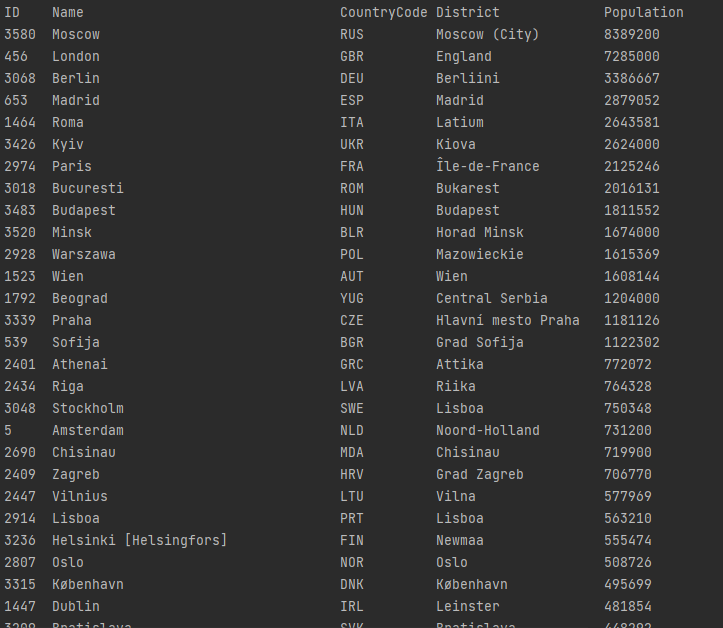 ID Name CountryCode District Population
3580 Moscow RUS Moscow (City) 8389200
456 London GBR England 7285000
3068 Berlin DEU Berliini 3386667
653 Madrid ESP Madrid 2879052
1464 Roma ITA Latium 2643581
3426 Kyiv UKR Kiova 2624000
2974 Paris FRA Île-de-France 2125246
3018 Bucuresti ROM Bukarest 2016131
3483 Budapest HUN Budapest 1811552
3520 Minsk BLR Horad Minsk 1674000
2928 Warszawa POL Mazowieckie 1615369
1523 Wien AUT Wien 1608144
1792 Beograd YUG Central Serbia 1204000
3339 Praha CZE Hlavní mesto Praha 1181126
539 Sofija BGR Grad Sofija 1122302
2401 Athenai GRC Attika 772072
2434 Riga LVA Riika 764328
3048 Stockholm SWE Lisboa 750348
5 Amsterdam NLD Noord-Holland 731200
2690 Chisinau MDA Chisinau 719900
2409 Zagreb HRV Grad Zagreb 706770
2447 Vilnius LTU Vilna 577969
2914 Lisboa PRT Lisboa 563210
3236 Helsinki [Helsingfors] FIN Newmaa 555474
2807 Oslo NOR Oslo 508726
3315 København DNK København 495699
1447 Dublin IRL Leinster 481854
Bratislava SVK Bratislava